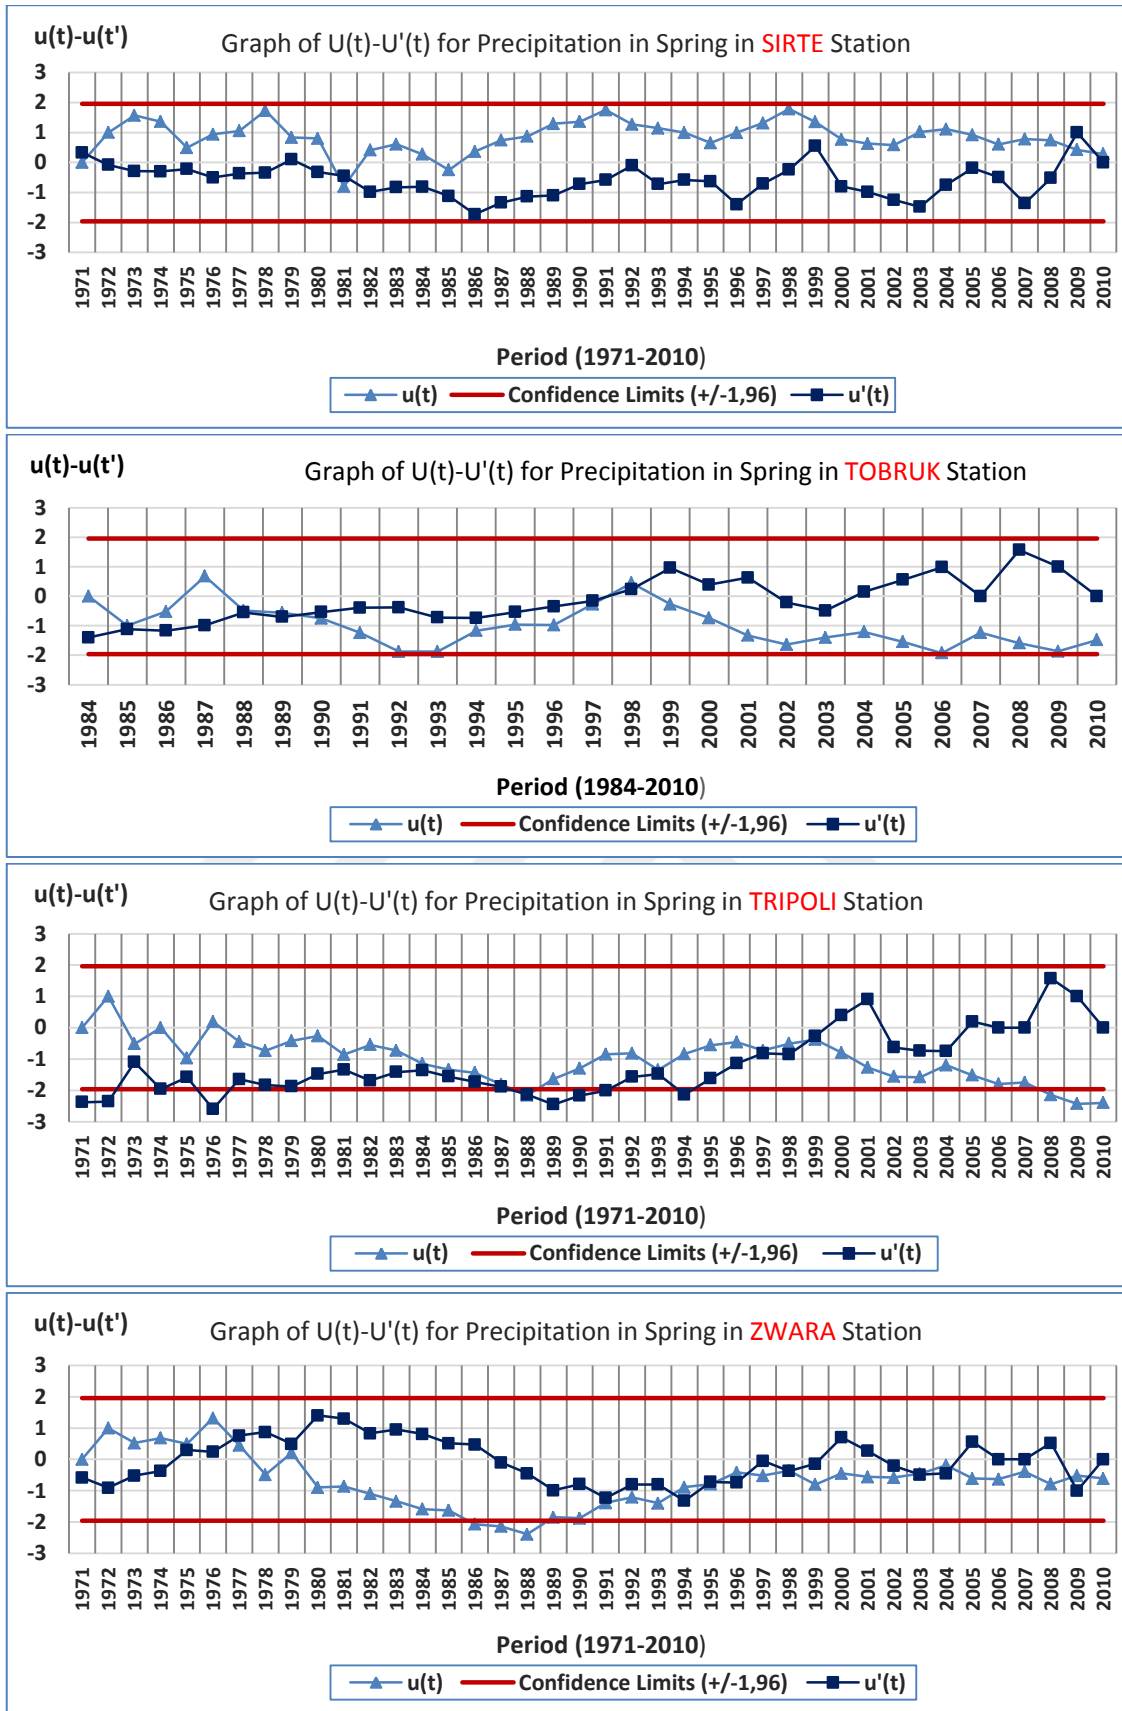 u(t)-u(t')
Graph of U(t)-U'(t) for Precipitation in Spring in SIRTE Station
3
2
1
0
-1
-2
-3
1971 1972 1973 1974 1975 1976 1977 1978 1979 1980 1981 1982 1983 1984 1985 1986 1987 1988 1989 1990 1991 1992 1993 1994 1995 1996 1997 1998 1999 2000 2001 2002 2003 2004 2005 2006 2007 2008 2009 2010
Period (1971-2010)
u(t) Confidence Limits (+/-1,96) u'(t)
u(t)-u(t')
Graph of U(t)-U'(t) for Precipitation in Spring in TOBRUK Station
3
2
1
0
-1
-2
-3
1984 1985 1986 1987 1988 1989 1990 1991 1992 1993 1994 1995 1996 1997 1998 1999 2000 2001 2002 2003 2004 2005 2006 2007 2008 2009 2010
Period (1984-2010)
u(t) Confidence Limits (+/-1,96) u'(t)
u(t)-u(t')
Graph of U(t)-U'(t) for Precipitation in Spring in TRIPOLI Station
3
2
1
0
-1
-2
-3
1971 1972 1973 1974 1975 1976 1977 1978 1979 1980 1981 1982 1983 1984 1985 1986 1987 1988 1989 1990 1991 1992 1993 1994 1995 1996 1997 1998 1999 2000 2001 2002 2003 2004 2005 2006 2007 2008 2009 2010
Period (1971-2010)
u(t) Confidence Limits (+/-1,96) u'(t)
u(t)-u(t')
Graph of U(t)-U'(t) for Precipitation in Spring in ZWARA Station
3
2
1
0
-1
-2
-3
1971 1972 1973 1974 1975 1976 1977 1978 1979 1980 1981 1982 1983 1984 1985 1986 1987 1988 1989 1990 1991 1992 1993 1994 1995 1996 1997 1998 1999 2000 2001 2002 2003 2004 2005 2006 2007 2008 2009 2010
Period (1971-2010)
u(t) Confidence Limits (+/-1,96) u'(t)